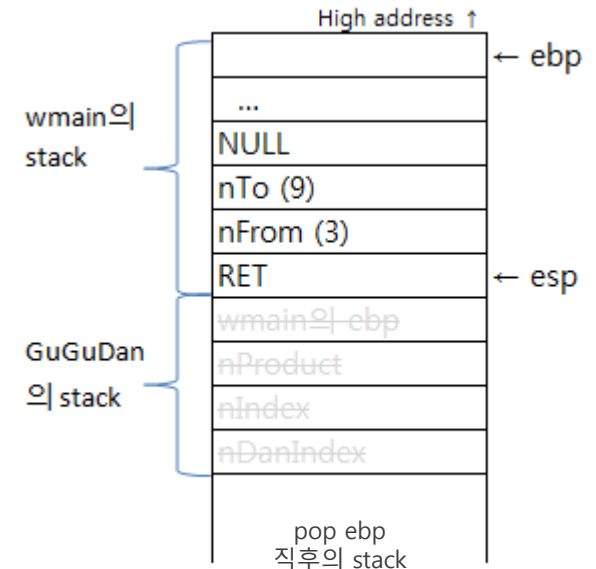 High address ↑
← ebp
...
wmain의
stack
NULL
nTo (9)
nFrom (3)
RET
← esp
wmain의 ebp
GuGuDan
의 stack
nProduct
nIndex
nDanIndex
pop ebp
직후의 stack